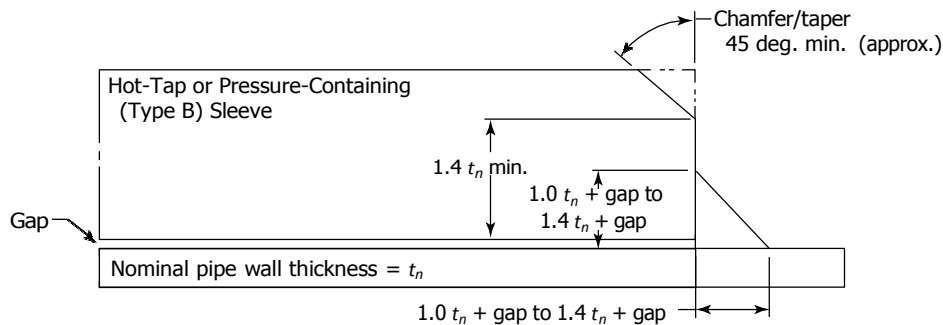 Chamfer/taper
45 deg. min. (approx.)
Hot-Tap or Pressure-Containing
(Type B) Sleeve
1.4 tn min.
1.0 tn + gap to
1.4 tn + gap
Gap
Nominal pipe wall thickness = tn
1.0 tn + gap to 1.4 tn + gap